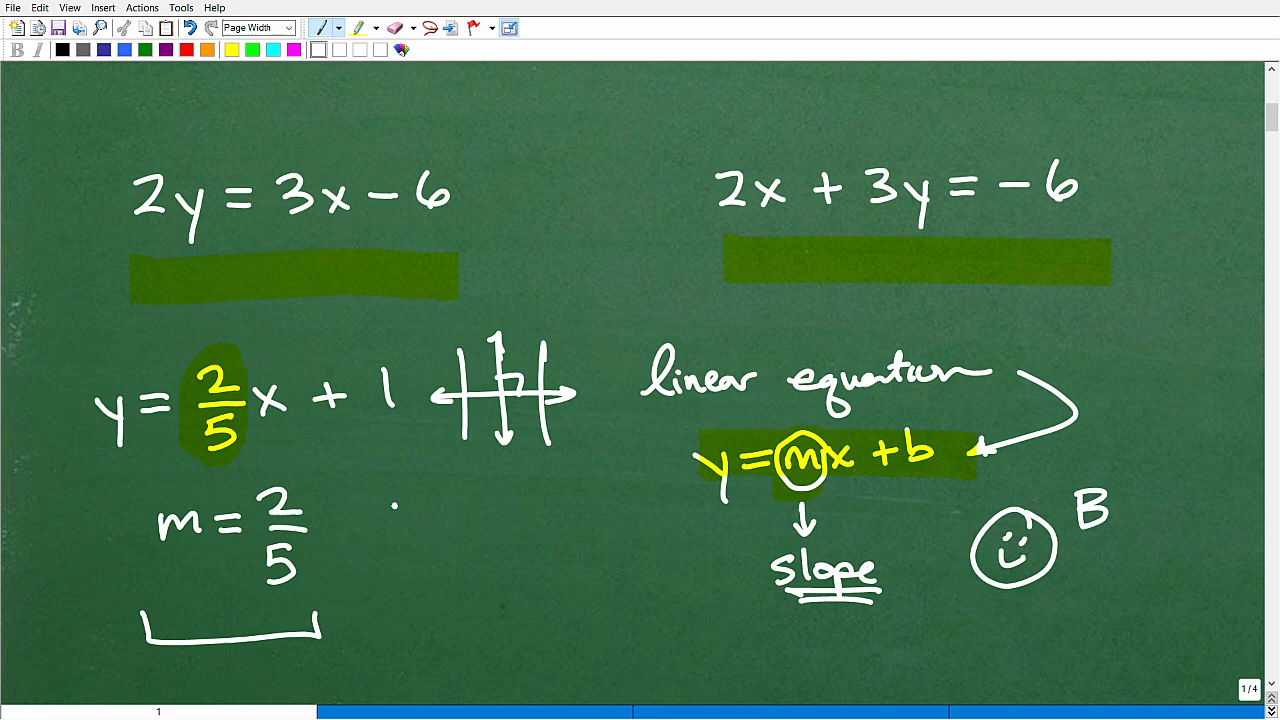 File Edit View Insert Actions Tools Help
Page Width
B I
2y = 3x - 6
2x + 3y = -6
y = 2/5 x + 1
linear equation
y = mx + b
m = 2/5
slope
B
1/4
1